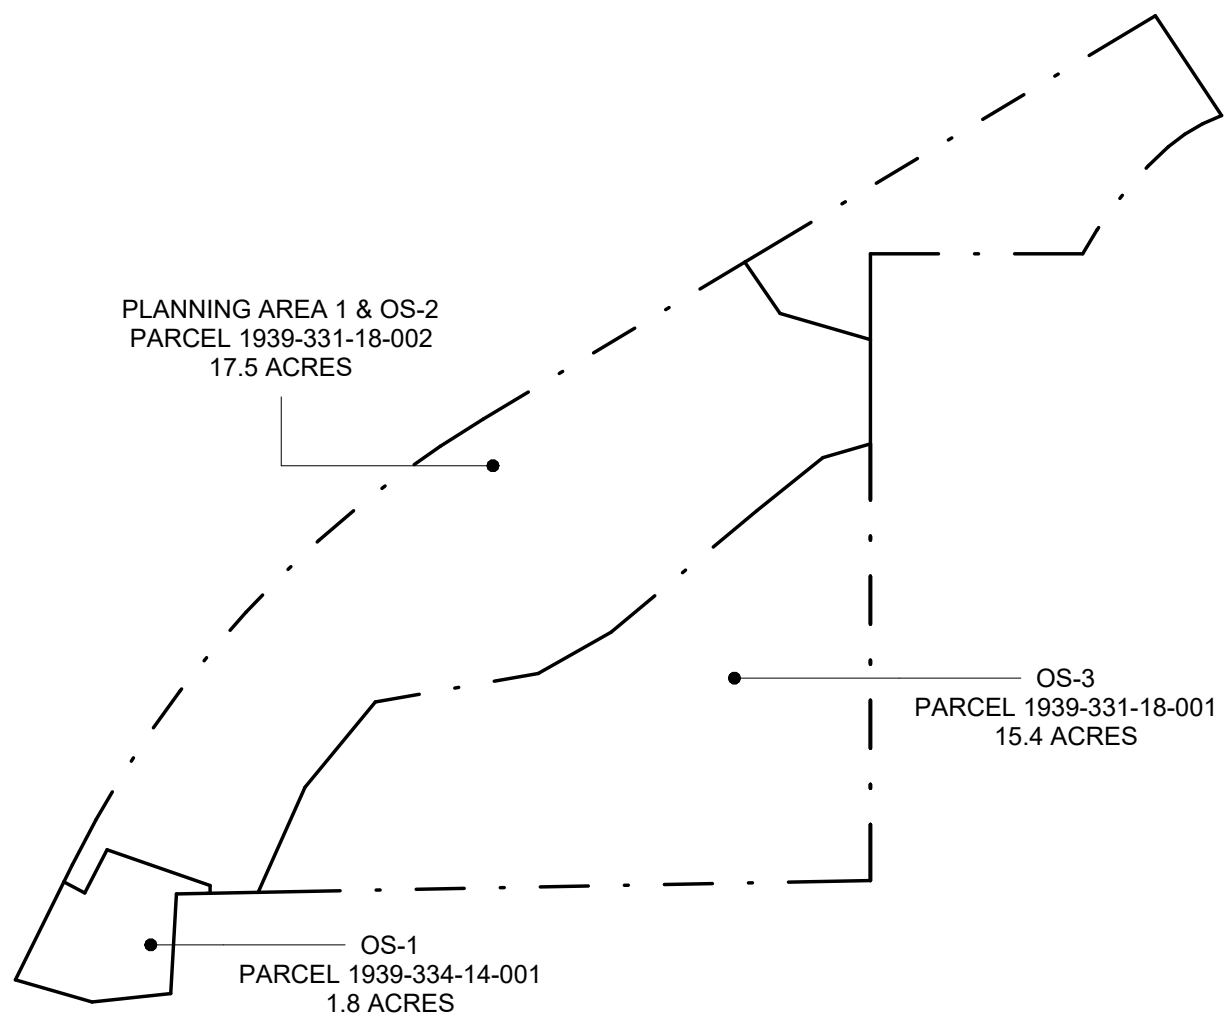 PLANNING AREA 1 & OS-2
PARCEL 1939-331-18-002
17.5 ACRES
OS-3
PARCEL 1939-331-18-001
15.4 ACRES
OS-1
PARCEL 1939-334-14-001
1.8 ACRES